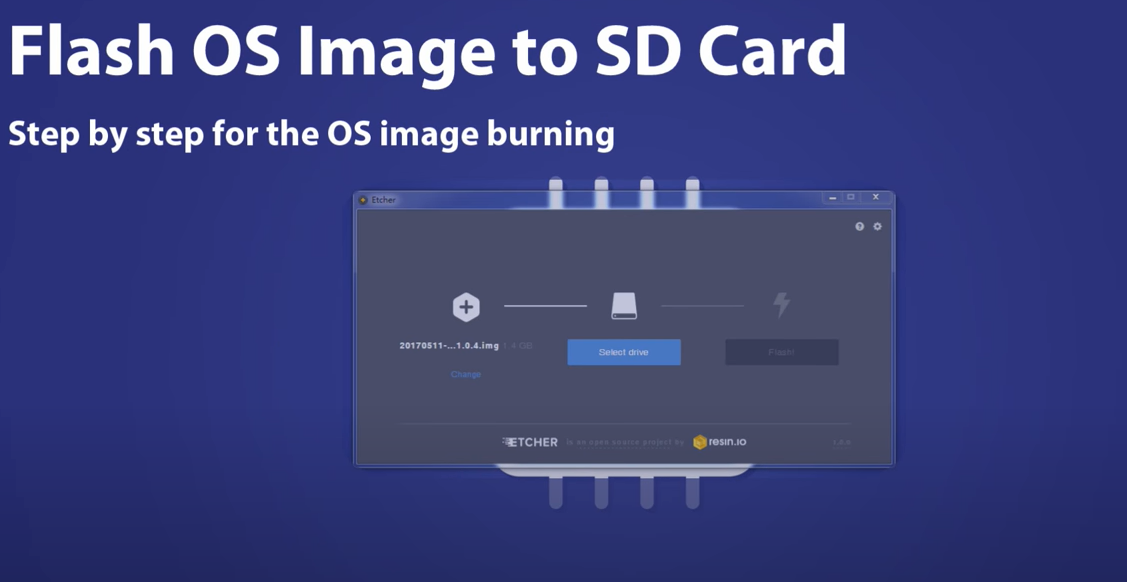 Flash OS Image to SD Card
Step by step for the OS image burning
Etcher
20170511-...1.0.4.img 1.4 GB
Select drive
Flash!
Change
ETCHER is an open source project by resin.io
1.0.0